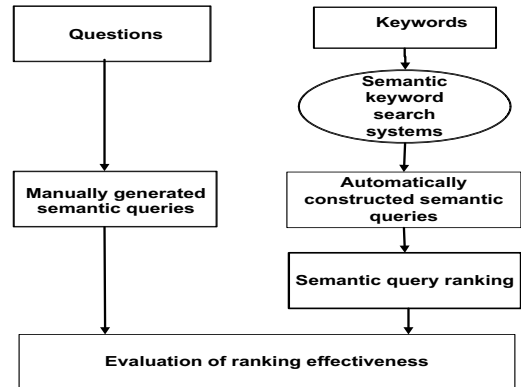 Questions
Keywords
Semantic
keyword
search
systems
Manually generated
semantic queries
Automatically
constructed semantic
queries
Semantic query ranking
Evaluation of ranking effectiveness